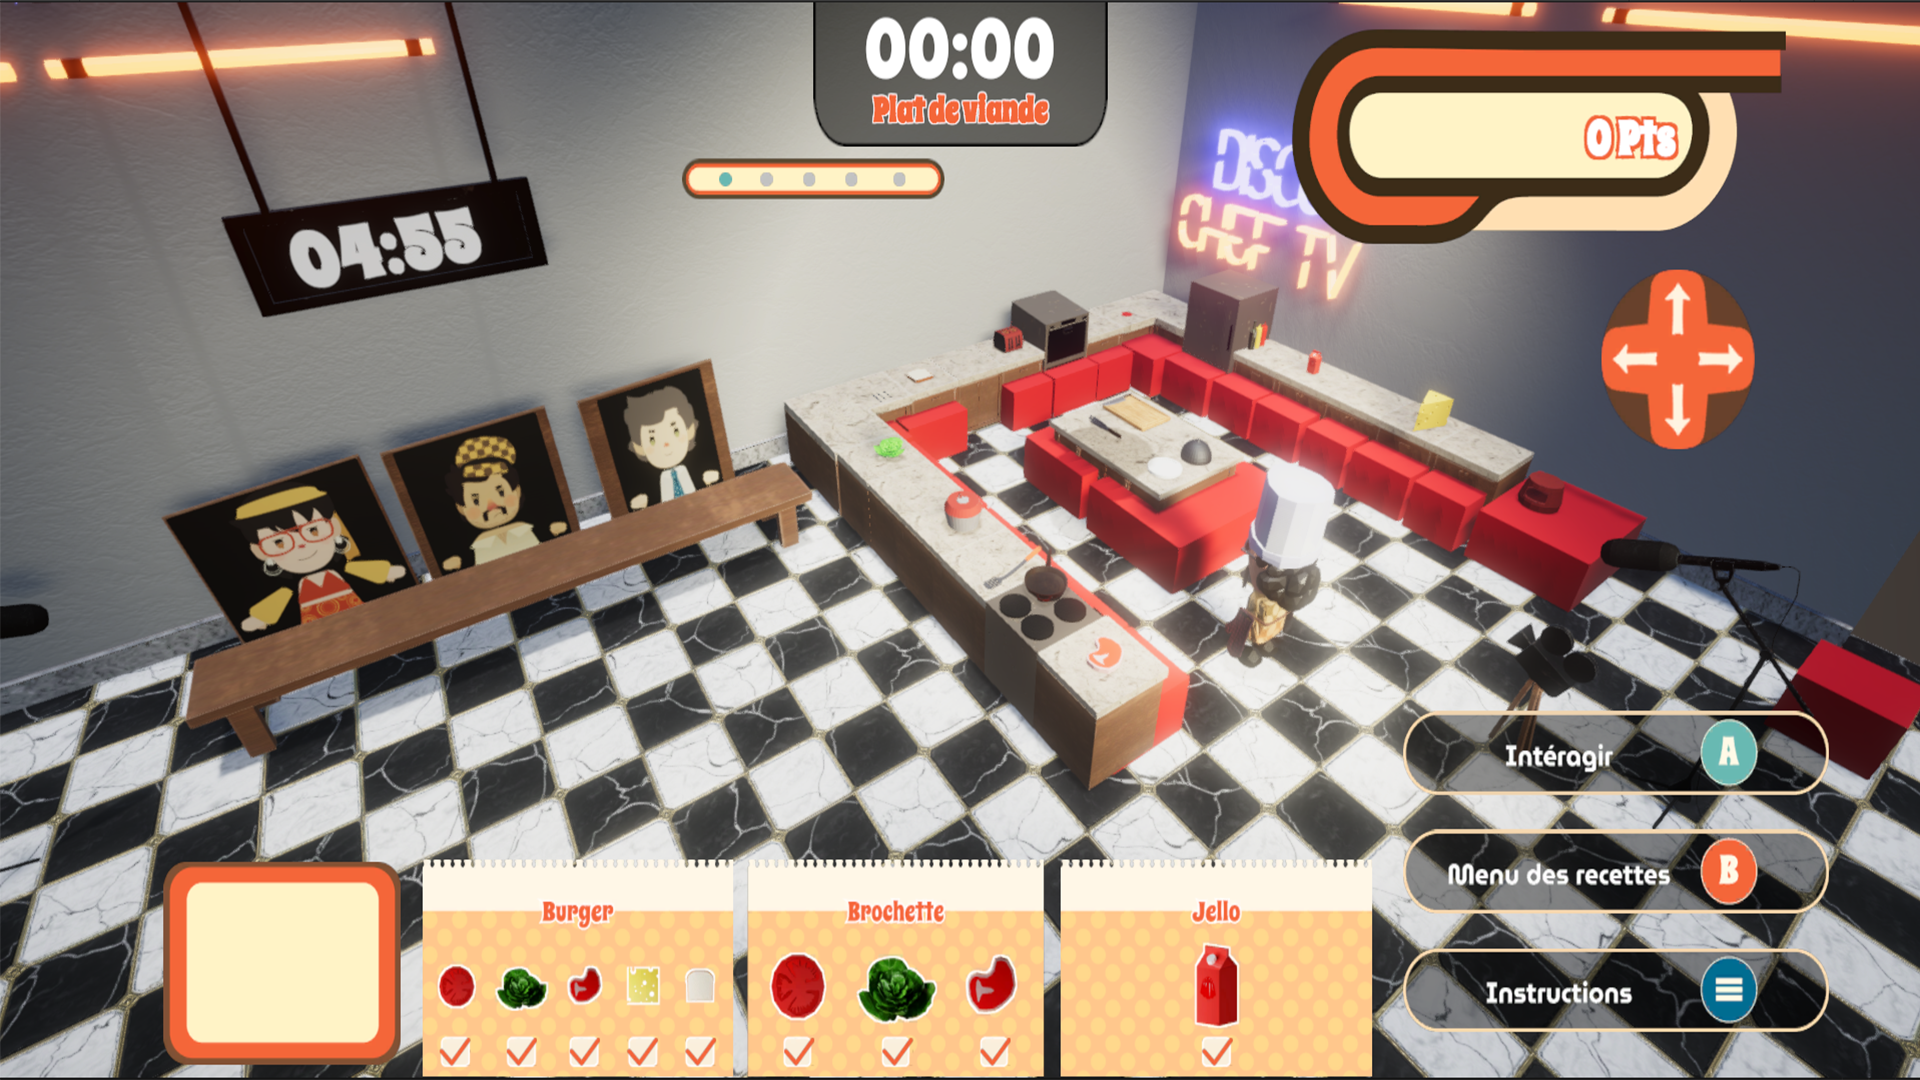 00:00
Plat de viande
0 Pts
DISCO
CHEF TV
04:55
Intéragir
A
Menu des recettes
B
Instructions
Burger
Brochette
Jello